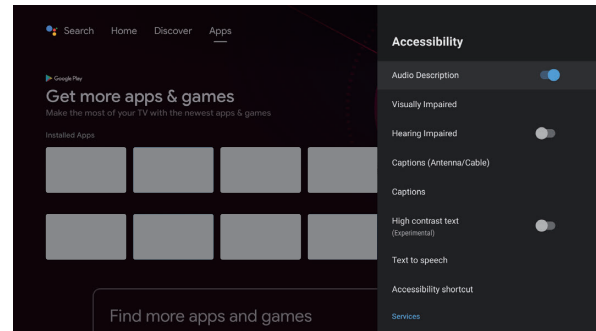 Search Home Discover Apps
Google Play
Get more apps & games
Make the most of your TV with the newest apps & games
Installed Apps
Find more apps and games
Accessibility
Audio Description
Visually Impaired
Hearing Impaired
Captions (Antenna/Cable)
Captions
High contrast text
(Experimental)
Text to speech
Accessibility shortcut
Services